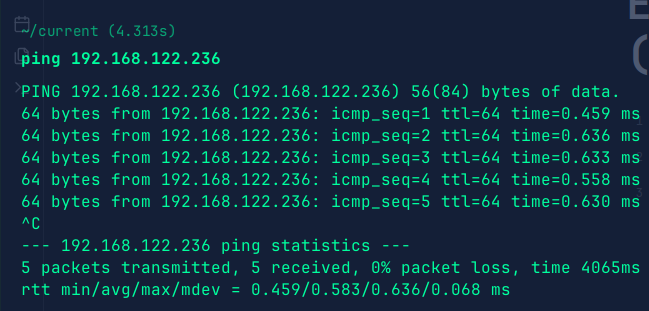 ~/current (4.313s)
ping 192.168.122.236
PING 192.168.122.236 (192.168.122.236) 56(84) bytes of data.
64 bytes from 192.168.122.236: icmp_seq=1 ttl=64 time=0.459 ms
64 bytes from 192.168.122.236: icmp_seq=2 ttl=64 time=0.636 ms
64 bytes from 192.168.122.236: icmp_seq=3 ttl=64 time=0.633 ms
64 bytes from 192.168.122.236: icmp_seq=4 ttl=64 time=0.558 ms
64 bytes from 192.168.122.236: icmp_seq=5 ttl=64 time=0.630 ms
^C
--- 192.168.122.236 ping statistics ---
5 packets transmitted, 5 received, 0% packet loss, time 4065ms
rtt min/avg/max/mdev = 0.459/0.583/0.636/0.068 ms